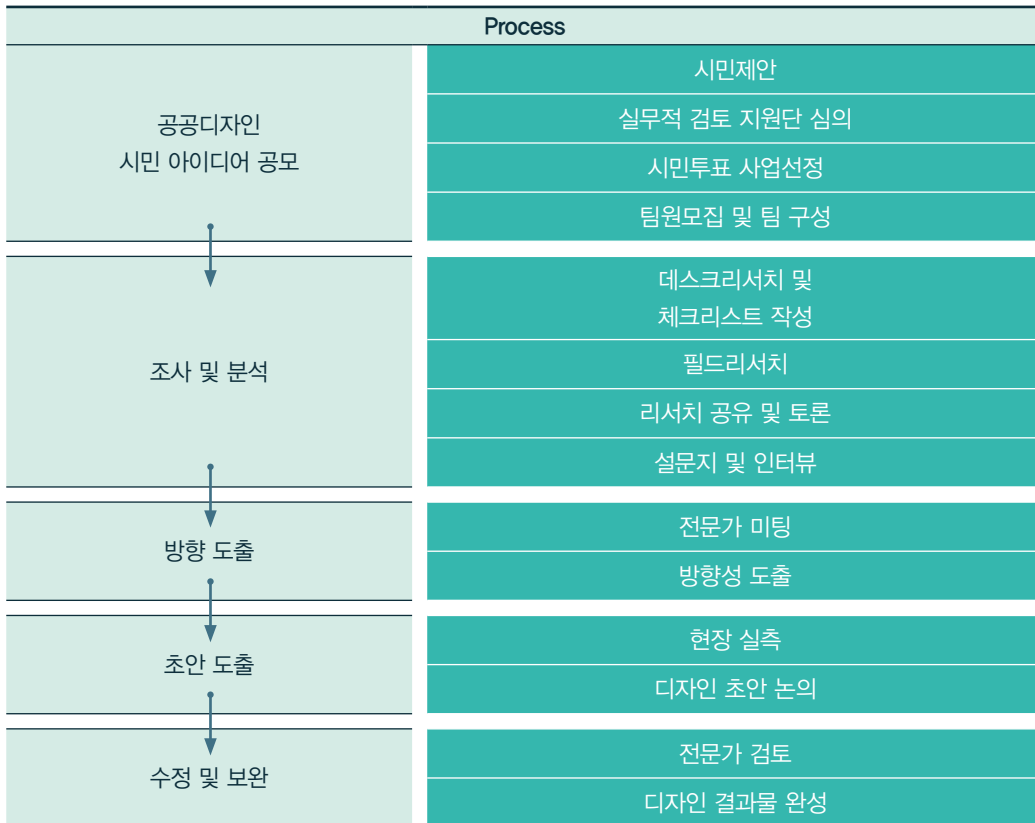 Process
공공디자인
시민 아이디어 공모
시민제안
실무적 검토 지원단 심의
시민투표 사업선정
팀원모집 및 팀 구성
조사 및 분석
데스크리서치 및
체크리스트 작성
필드리서치
리서치 공유 및 토론
설문지 및 인터뷰
방향 도출
전문가 미팅
방향성 도출
초안 도출
현장 실측
디자인 초안 논의
수정 및 보완
전문가 검토
디자인 결과물 완성